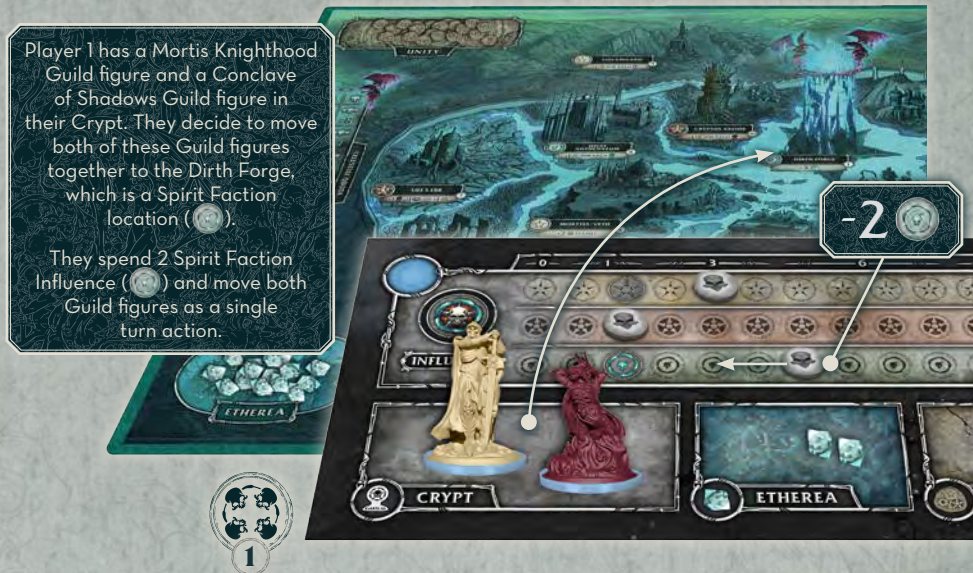 Player 1 has a Mortis Knighthood
Guild figure and a Conclave
of Shadows Guild figure in
their Crypt. They decide to move
both of these Guild figures
together to the Dirth Forge,
which is a Spirit Faction
location ( ).
They spend 2 Spirit Faction
Influence ( ) and move both
Guild figures as a single
turn action.
UNITY
-2
0 1 3 6
INFLU
ETHEREA
CRYPT
ETHEREA
1